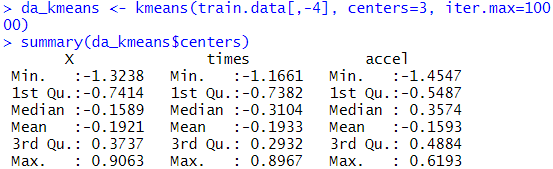 > da_kmeans <- kmeans(train.data[,-4], centers=3, iter.max=100
00)
> summary(da_kmeans$centers)
X times accel
Min. :-1.3238 Min. :-1.1661 Min. :-1.4547
1st Qu.:-0.7414 1st Qu.:-0.7382 1st Qu.:-0.5487
Median :-0.1589 Median :-0.3104 Median : 0.3574
Mean :-0.1921 Mean :-0.1933 Mean :-0.1593
3rd Qu.: 0.3737 3rd Qu.: 0.2932 3rd Qu.: 0.4884
Max. : 0.9063 Max. : 0.8967 Max. : 0.6193